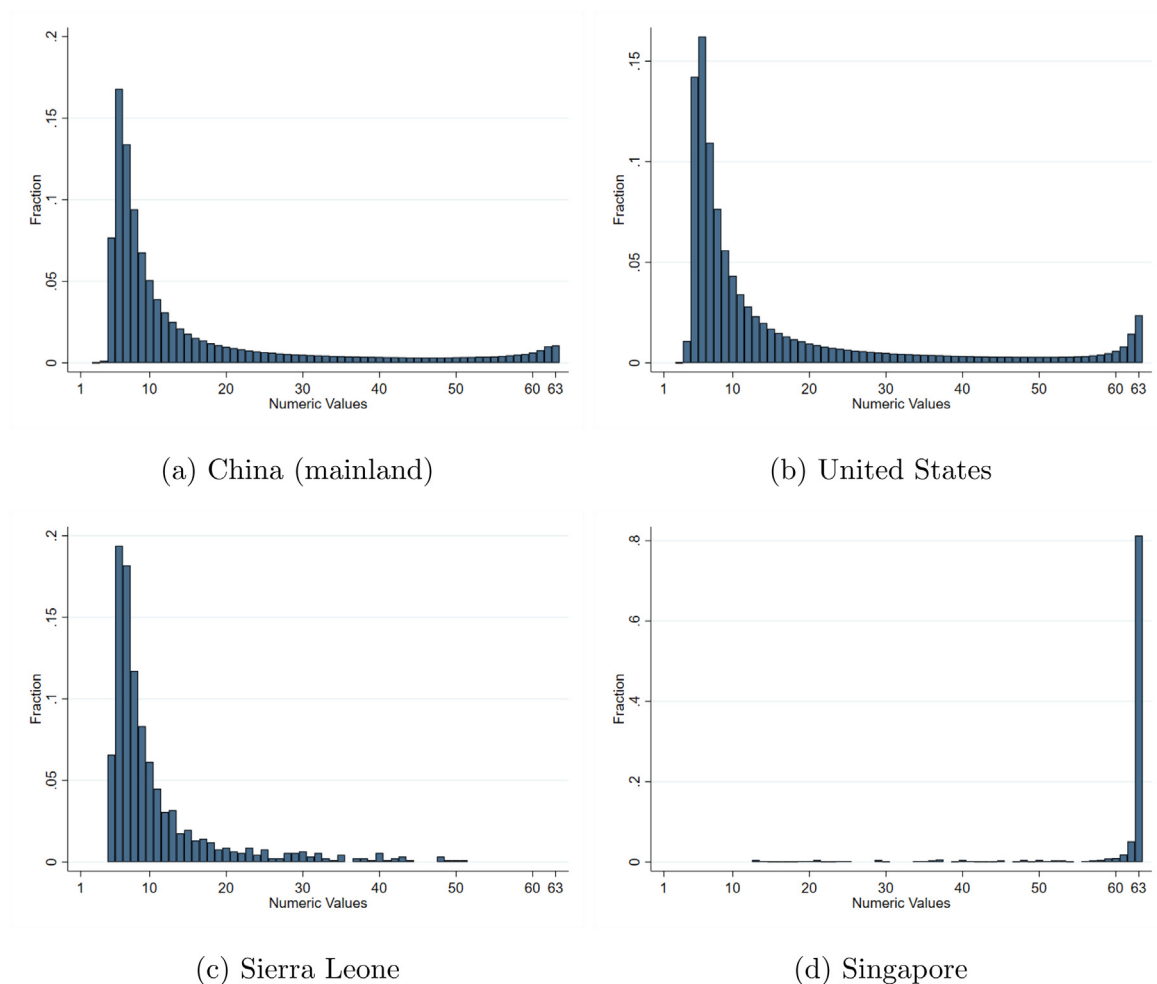 .2
.15
.1
.05
0
Fraction
1 10 20 30 40 50 60 63
Numeric Values
(a) China (mainland)
.15
.1
.05
0
Fraction
1 10 20 30 40 50 60 63
Numeric Values
(b) United States
.2
.15
.1
.05
0
Fraction
1 10 20 30 40 50 60 63
Numeric Values
(c) Sierra Leone
.8
.6
.4
.2
0
Fraction
1 10 20 30 40 50 60 63
Numeric Values
(d) Singapore